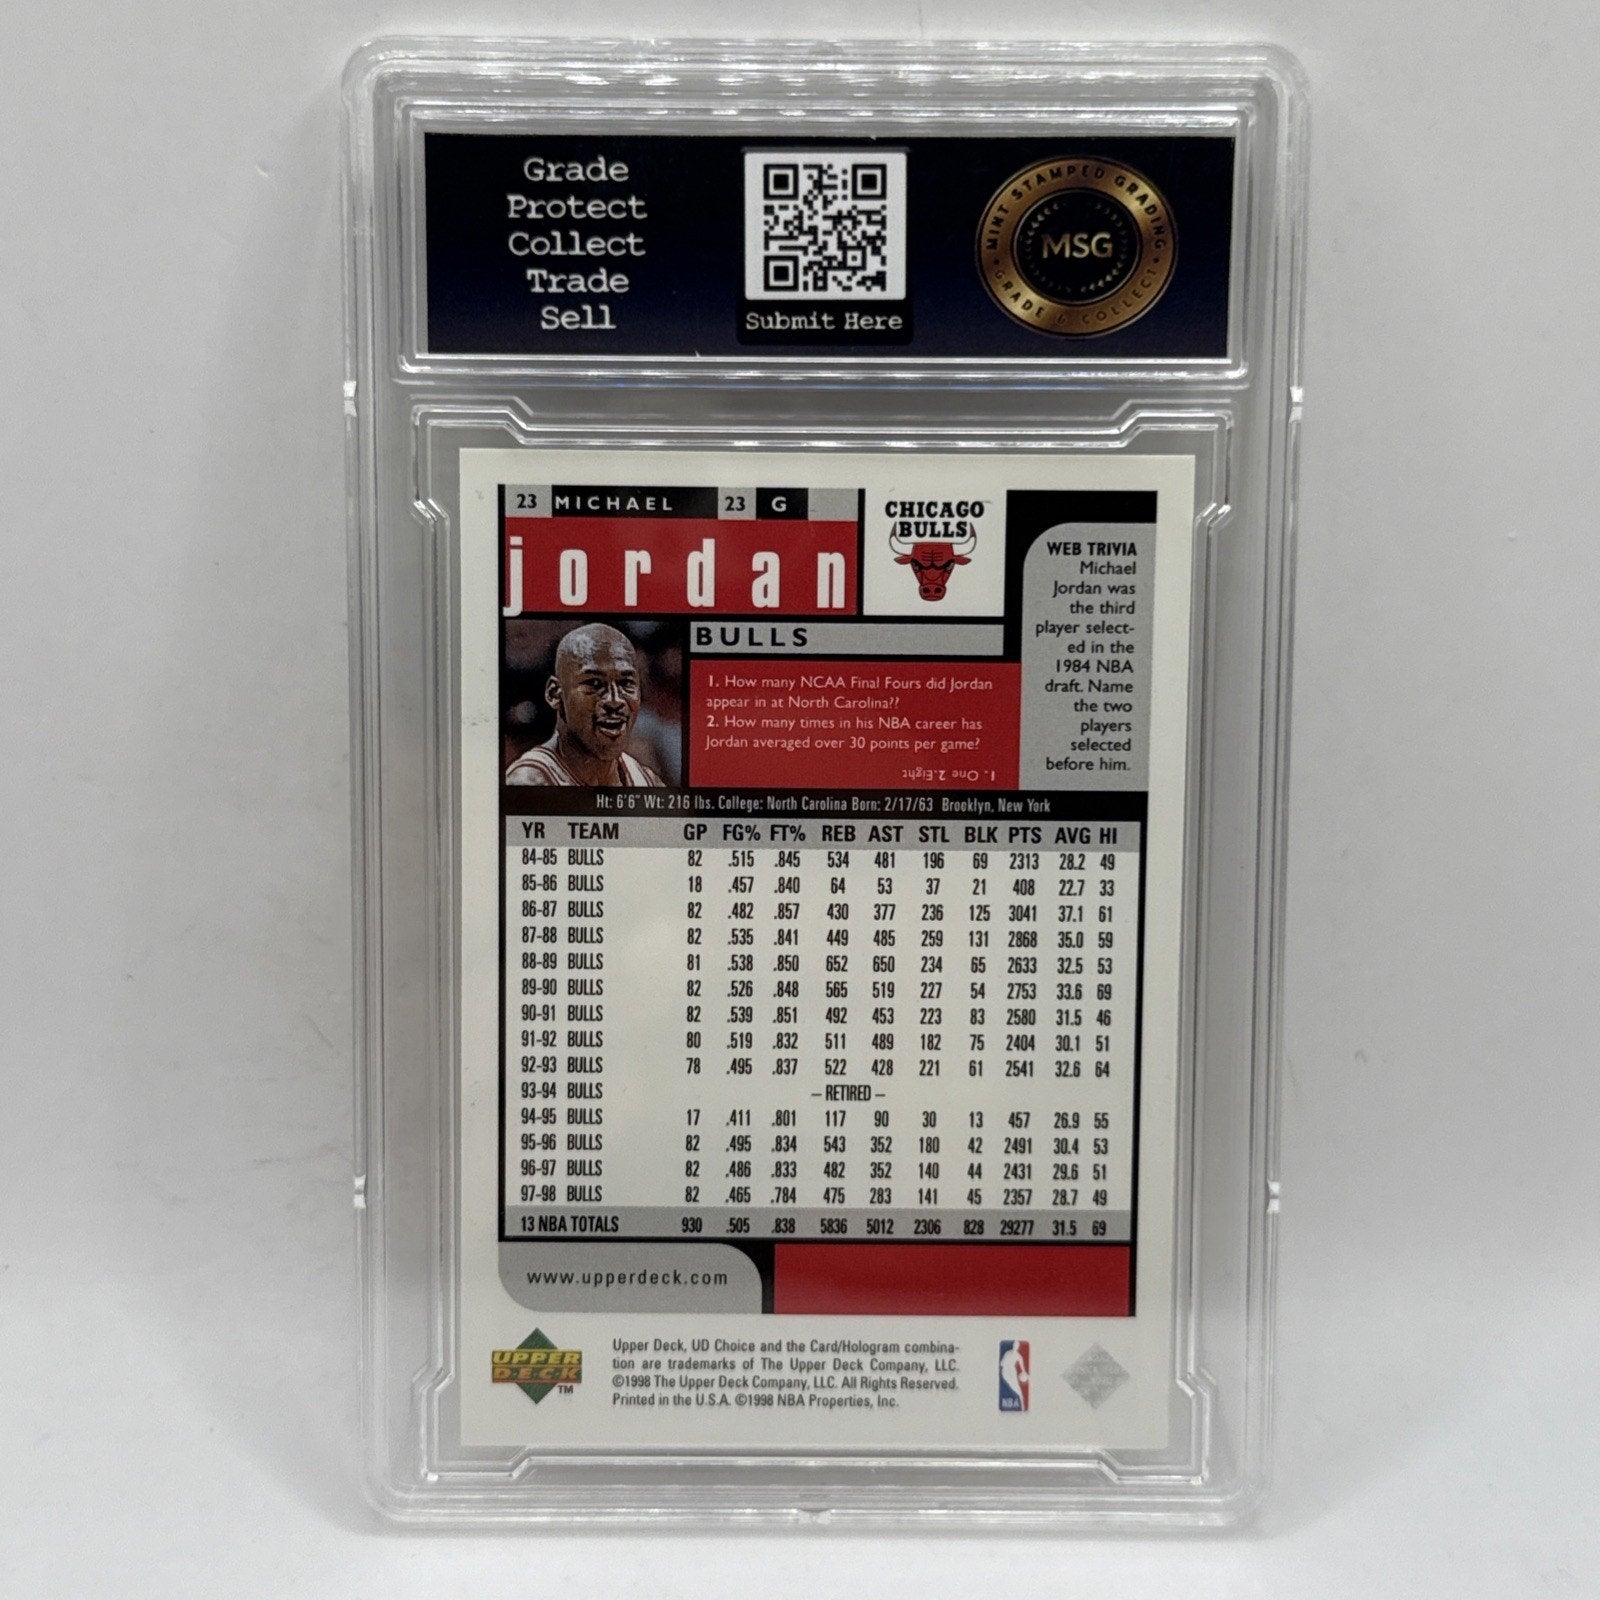 Grade
Protect
Collect
Trade
Sell
Submit Here
MINT STAMPED GRADING
MSG
GRADE & COLLECT
23 MICHAEL 23 G
jordan
CHICAGO
BULLS
BULLS
1. How many NCAA Final Fours did Jordan
appear in at North Carolina??
2. How many times in his NBA career has
Jordan averaged over 30 points per game?
1. One 2.Eight
WEB TRIVIA
Michael
Jordan was
the third
player select-
ed in the
1984 NBA
draft. Name
the two
players
selected
before him.
Ht: 6'6" Wt: 216 lbs. College: North Carolina Born: 2/17/63 Brooklyn, New York
YR TEAM GP FG% FT% REB AST STL BLK PTS AVG HI
84-85 BULLS 82 .515 .845 534 481 196 69 2313 28.2 49
85-86 BULLS 18 .457 .840 64 53 37 21 408 22.7 33
86-87 BULLS 82 .482 .857 430 377 236 125 3041 37.1 61
87-88 BULLS 82 .535 .841 449 485 259 131 2868 35.0 59
88-89 BULLS 81 .538 .850 652 650 234 65 2633 32.5 53
89-90 BULLS 82 .526 .848 565 519 227 54 2753 33.6 69
90-91 BULLS 82 .539 .851 492 453 223 83 2580 31.5 46
91-92 BULLS 80 .519 .832 511 489 182 75 2404 30.1 51
92-93 BULLS 78 .495 .837 522 428 221 61 2541 32.6 64
93-94 BULLS – RETIRED –
94-95 BULLS 17 .411 .801 117 90 30 13 457 26.9 55
95-96 BULLS 82 .495 .834 543 352 180 42 2491 30.4 53
96-97 BULLS 82 .486 .833 482 352 140 44 2431 29.6 51
97-98 BULLS 82 .465 .784 475 283 141 45 2357 28.7 49
13 NBA TOTALS 930 .505 .838 5836 5012 2306 828 29277 31.5 69
www.upperdeck.com
UPPER
DECK
TM
Upper Deck, UD Choice and the Card/Hologram combina-
tion are trademarks of The Upper Deck Company, LLC.
©1998 The Upper Deck Company, LLC. All Rights Reserved.
Printed in the U.S.A. ©1998 NBA Properties, Inc.
NBA